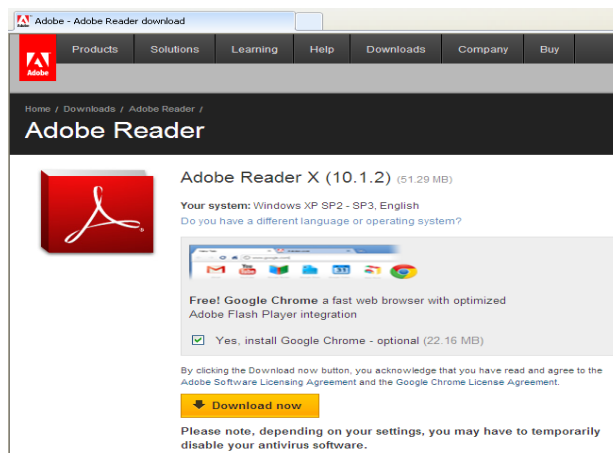 Adobe - Adobe Reader download
Products Solutions Learning Help Downloads Company Buy
Adobe
Home / Downloads / Adobe Reader /
Adobe Reader
Adobe Reader X (10.1.2) (51.29 MB)
Your system: Windows XP SP2 - SP3, English
Do you have a different language or operating system?
Free! Google Chrome a fast web browser with optimized
Adobe Flash Player integration
Yes, install Google Chrome - optional (22.16 MB)
By clicking the Download now button, you acknowledge that you have read and agree to the
Adobe Software Licensing Agreement and the Google Chrome License Agreement.
Download now
Please note, depending on your settings, you may have to temporarily
disable your antivirus software.